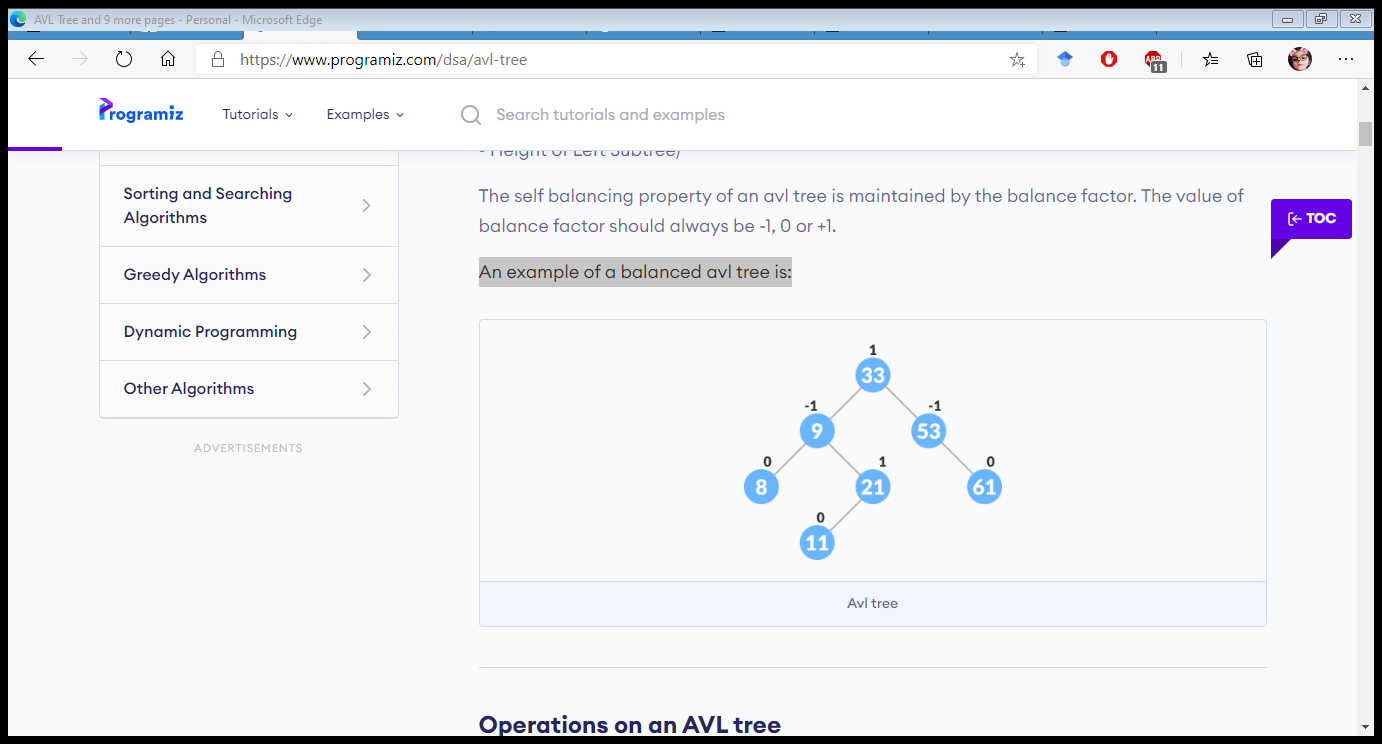 AVL Tree and 9 more pages - Personal - Microsoft Edge
https://www.programiz.com/dsa/avl-tree
11
Programiz
Tutorials
Examples
Search tutorials and examples
- Height of Left Subtree)
Sorting and Searching
Algorithms
Greedy Algorithms
Dynamic Programming
Other Algorithms
ADVERTISEMENTS
The self balancing property of an avl tree is maintained by the balance factor. The value of
balance factor should always be -1, 0 or +1.
TOC
An example of a balanced avl tree is:
1
33
-1 -1
9 53
0 1 0
8 21 61
0
11
Avl tree
Operations on an AVL tree